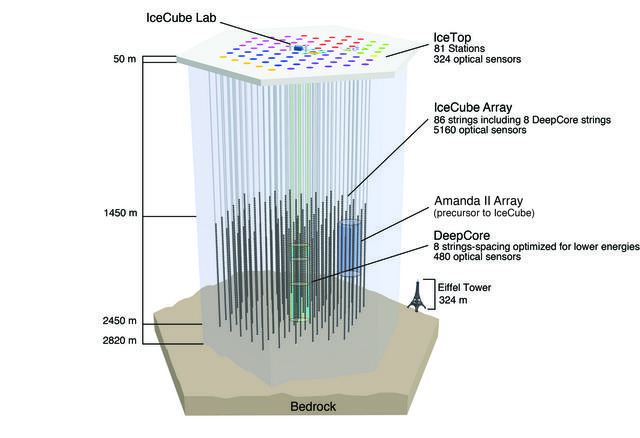 IceCube Lab
IceTop
81 Stations
324 optical sensors
50 m
IceCube Array
86 strings including 8 DeepCore strings
5160 optical sensors
Amanda II Array
(precursor to IceCube)
1450 m
DeepCore
8 strings-spacing optimized for lower energies
480 optical sensors
Eiffel Tower
324 m
2450 m
2820 m
Bedrock